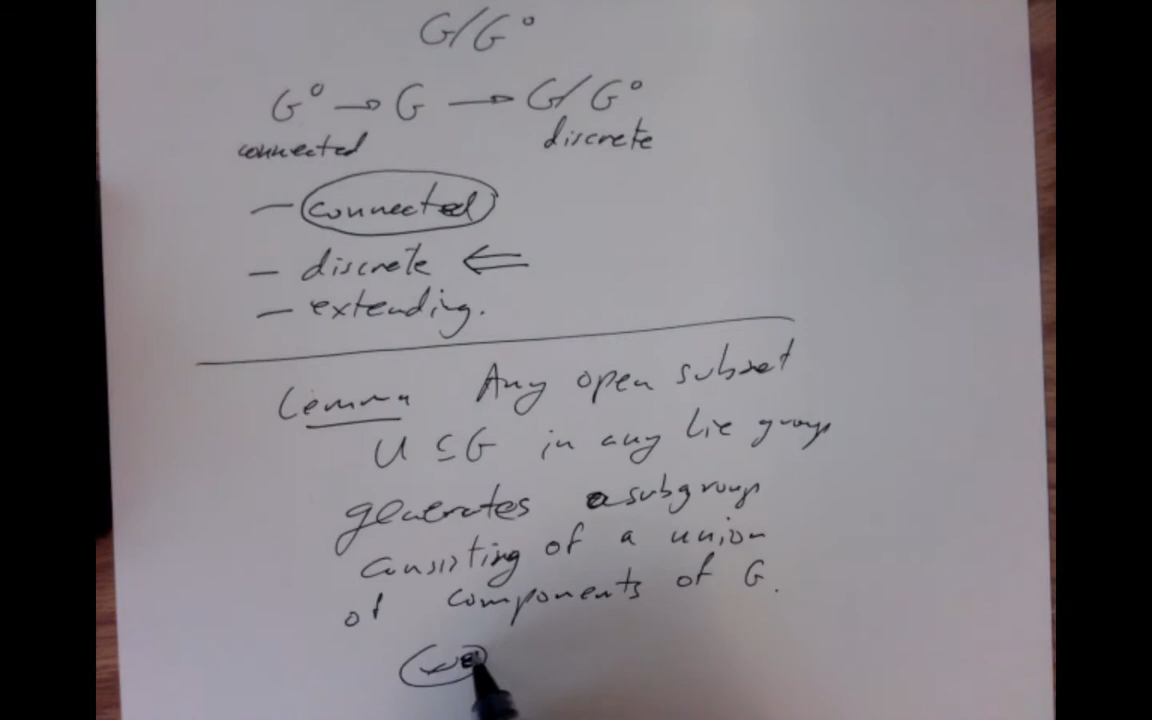 G/G°
G° → G → G/G°
connected discrete
— connected
— discrete ⇐
— extending.
Lemma Any open subset
U ⊆ G in any Lie group
generates a subgroup
consisting of a union
of components of G.